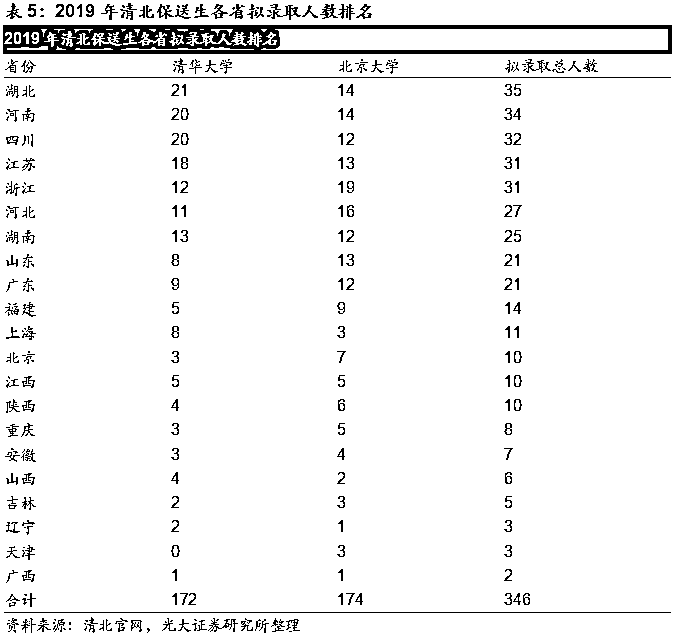 表 5：2019 年清北保送生各省拟录取人数排名
2019 年清北保送生各省拟录取人数排名
省份 清华大学 北京大学 拟录取总人数
湖北 21 14 35
河南 20 14 34
四川 20 12 32
江苏 18 13 31
浙江 12 19 31
河北 11 16 27
湖南 13 12 25
山东 8 13 21
广东 9 12 21
福建 5 9 14
上海 8 3 11
北京 3 7 10
江西 5 5 10
陕西 4 6 10
重庆 3 5 8
安徽 3 4 7
山西 4 2 6
吉林 2 3 5
辽宁 2 1 3
天津 0 3 3
广西 1 1 2
合计 172 174 346
资料来源：清北官网，光大证券研究所整理